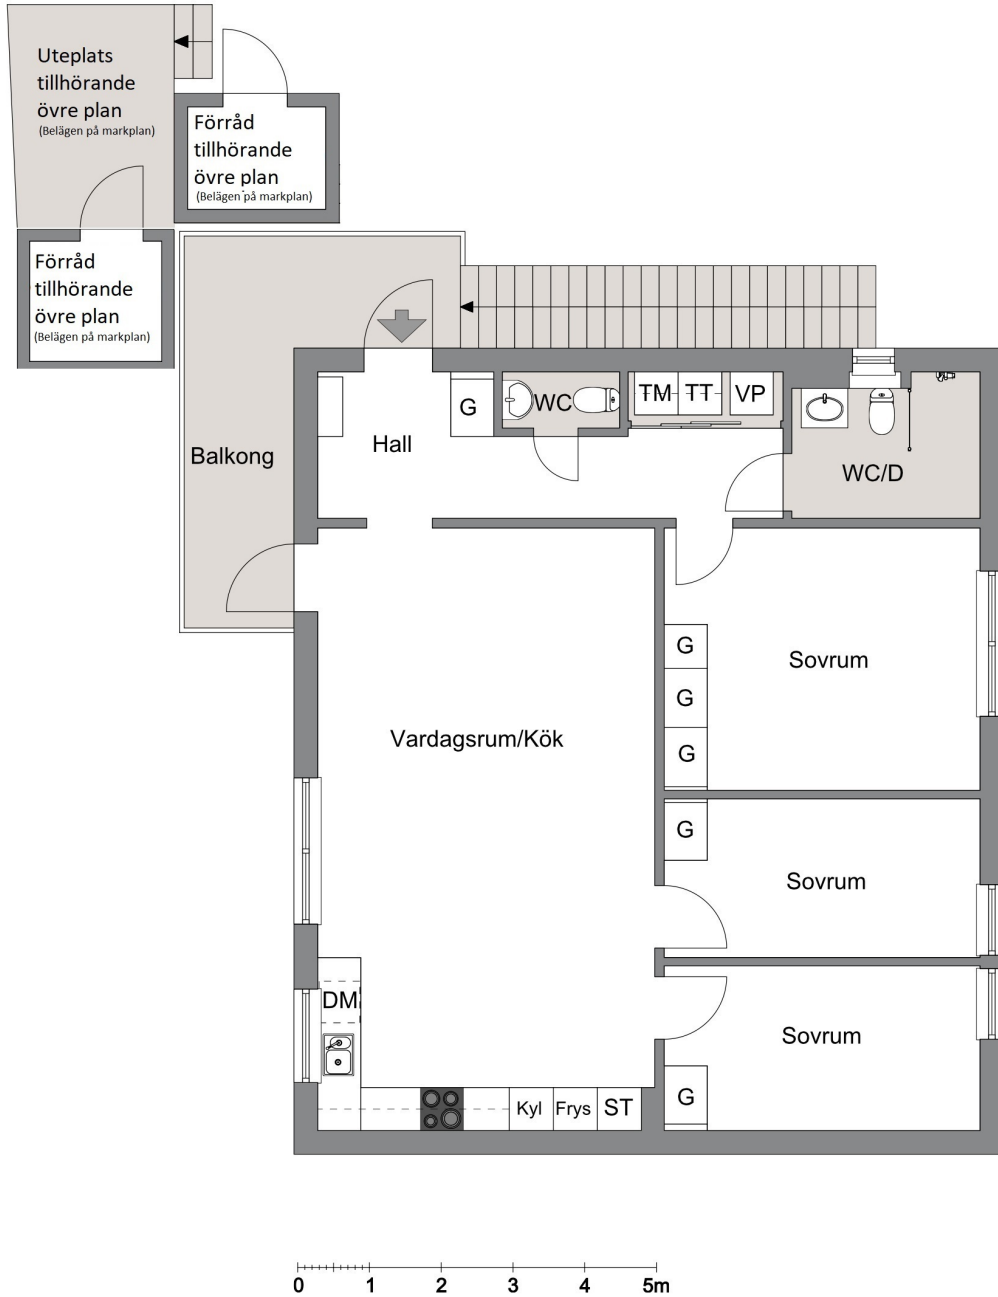 Uteplats
tillhörande
övre plan
(Belägen på markplan)
Förråd
tillhörande
övre plan
(Belägen på markplan)
Förråd
tillhörande
övre plan
(Belägen på markplan)
Balkong
Hall
G
WC
TM
TT
VP
WC/D
Vardagsrum/Kök
G
Sovrum
G
G
G
Sovrum
DM
Sovrum
G
Kyl
Frys
ST
0 1 2 3 4 5m